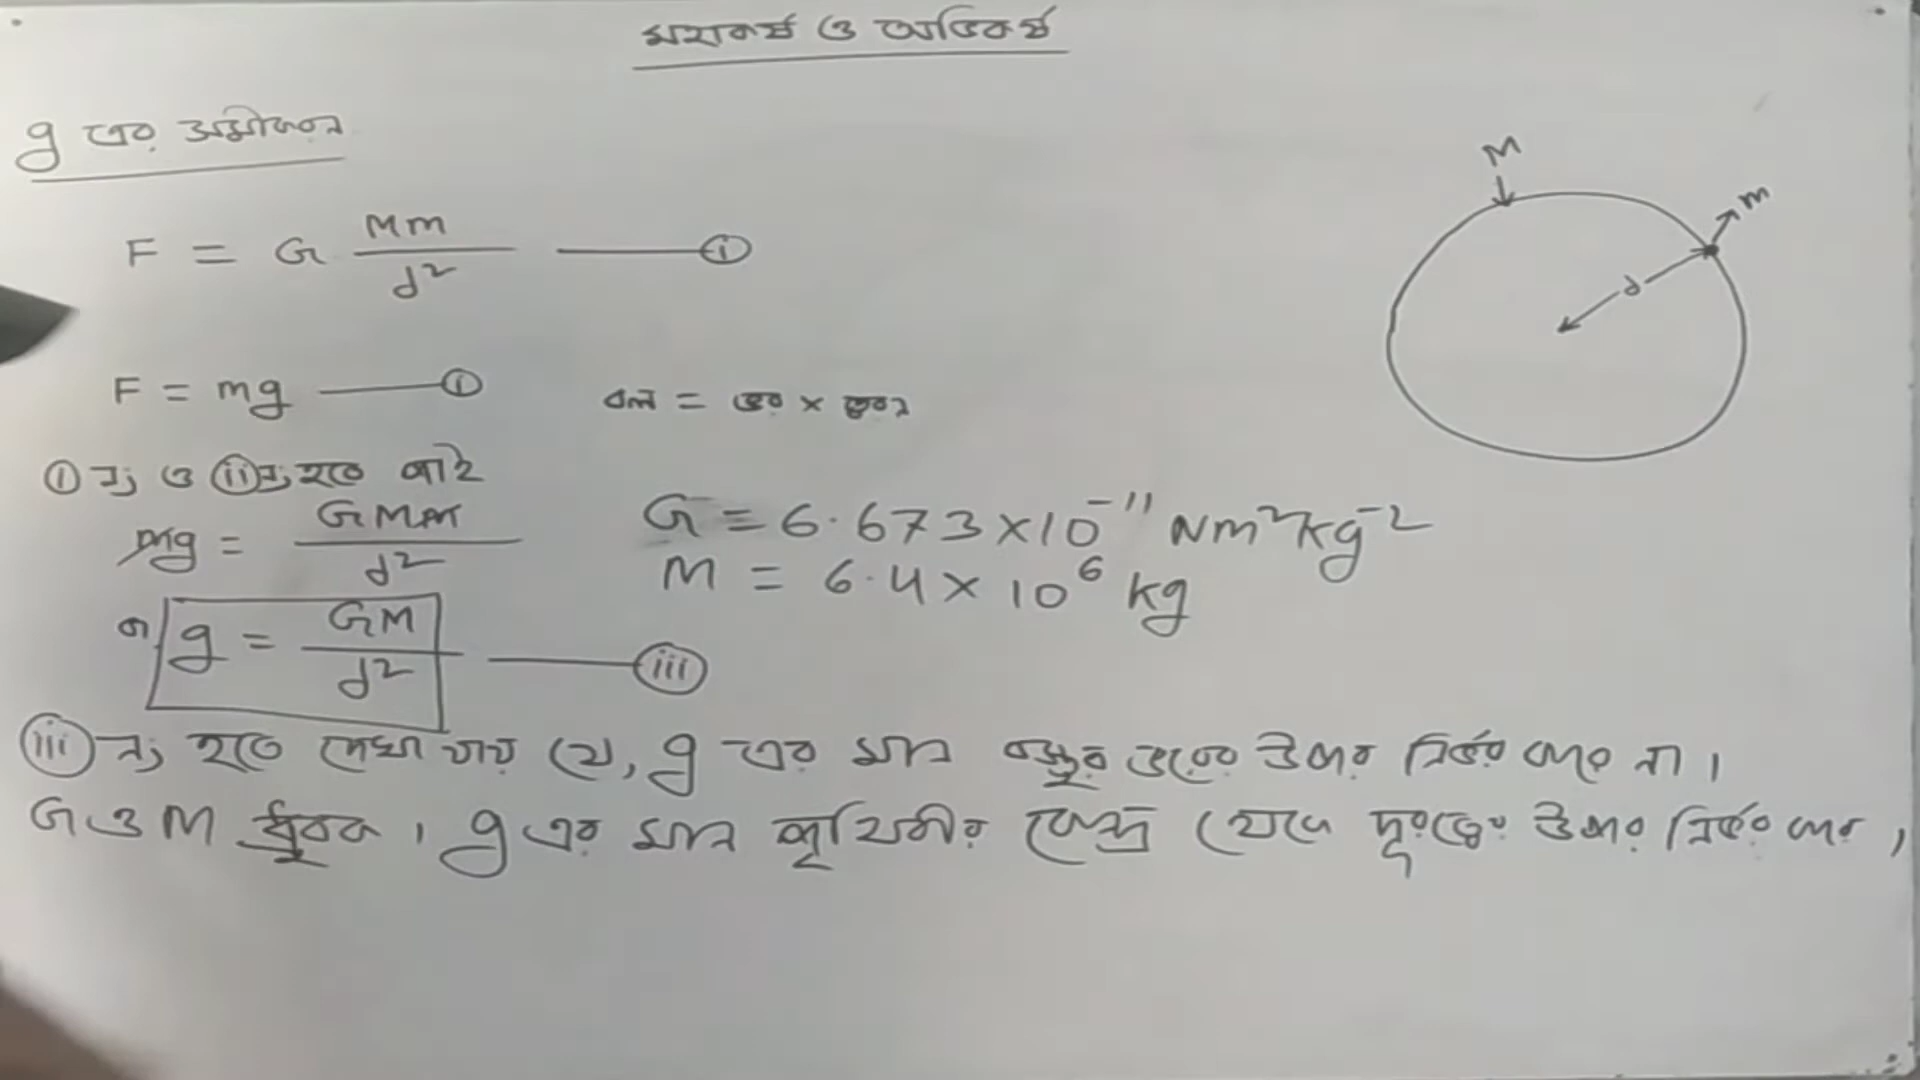 মহাকর্ষ ও অভিকর্ষ
g এর সমীকরণ
M
m
d
F = G Mm/d² ——— (i)
F = mg ——— (i) বল = ভর × ত্বরণ
(i) নং ও (ii) নং হতে পাই
mg = GMm/d² G = 6.673×10⁻¹¹ Nm²kg⁻²
M = 6.4 × 10⁶ kg
বা g = GM/d² ——— (iii)
(iii) নং হতে দেখা যায় যে, g এর মান বস্তুর ভরের উপর নির্ভর করে না।
G ও M ধ্রুবক। g এর মান পৃথিবীর কেন্দ্র থেকে দূরত্বের উপর নির্ভর করে,